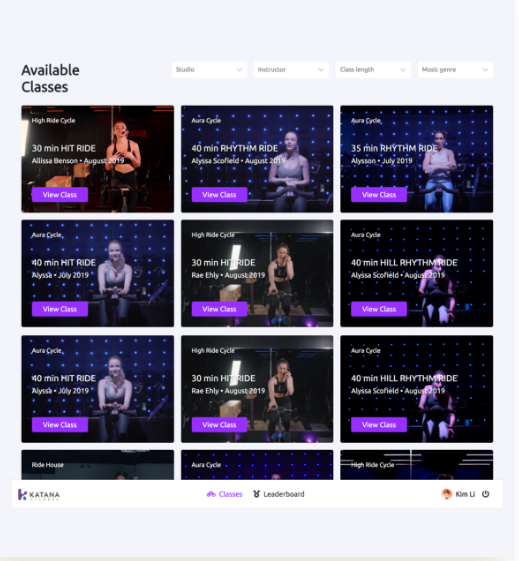 Available
Classes
Studio
Instructor
Class length
Music genre
High Ride Cycle
30 min HIT RIDE
Allissa Benson • August 2019
View Class
Aura Cycle
40 min RHYTHM RIDE
Alyssa Scofield • August 2019
View Class
Aura Cycle
35 min RHYTHM RIDE
Alysson • July 2019
View Class
Aura Cycle
40 min HIT RIDE
Alyssa • July 2019
View Class
High Ride Cycle
30 min HIT RIDE
Rae Ehly • August 2019
View Class
Aura Cycle
40 min HILL RHYTHM RIDE
Alyssa Scofield • August 2019
View Class
Aura Cycle
40 min HIT RIDE
Alyssa • July 2019
View Class
High Ride Cycle
30 min HIT RIDE
Rae Ehly • August 2019
View Class
Aura Cycle
40 min HILL RHYTHM RIDE
Alyssa Scofield • August 2019
View Class
Ride House
Aura Cycle
High Ride Cycle
KATANA
FITNESS
Classes
Leaderboard
Kim Li